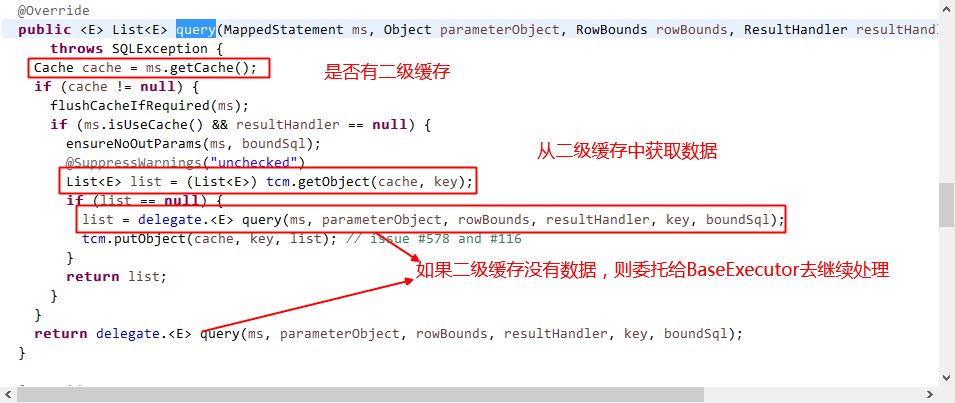 @Override
public <E> List<E> query(MappedStatement ms, Object parameterObject, RowBounds rowBounds, ResultHandler resultHandl
throws SQLException {
Cache cache = ms.getCache();
是否有二级缓存
if (cache != null) {
flushCacheIfRequired(ms);
if (ms.isUseCache() && resultHandler == null) {
ensureNoOutParams(ms, boundSql);
从二级缓存中获取数据
@SuppressWarnings("unchecked")
List<E> list = (List<E>) tcm.getObject(cache, key);
if (list == null) {
list = delegate.<E> query(ms, parameterObject, rowBounds, resultHandler, key, boundSql);
tcm.putObject(cache, key, list); // issue #578 and #116
}
如果二级缓存没有数据，则委托给BaseExecutor去继续处理
return list;
}
}
return delegate.<E> query(ms, parameterObject, rowBounds, resultHandler, key, boundSql);
}